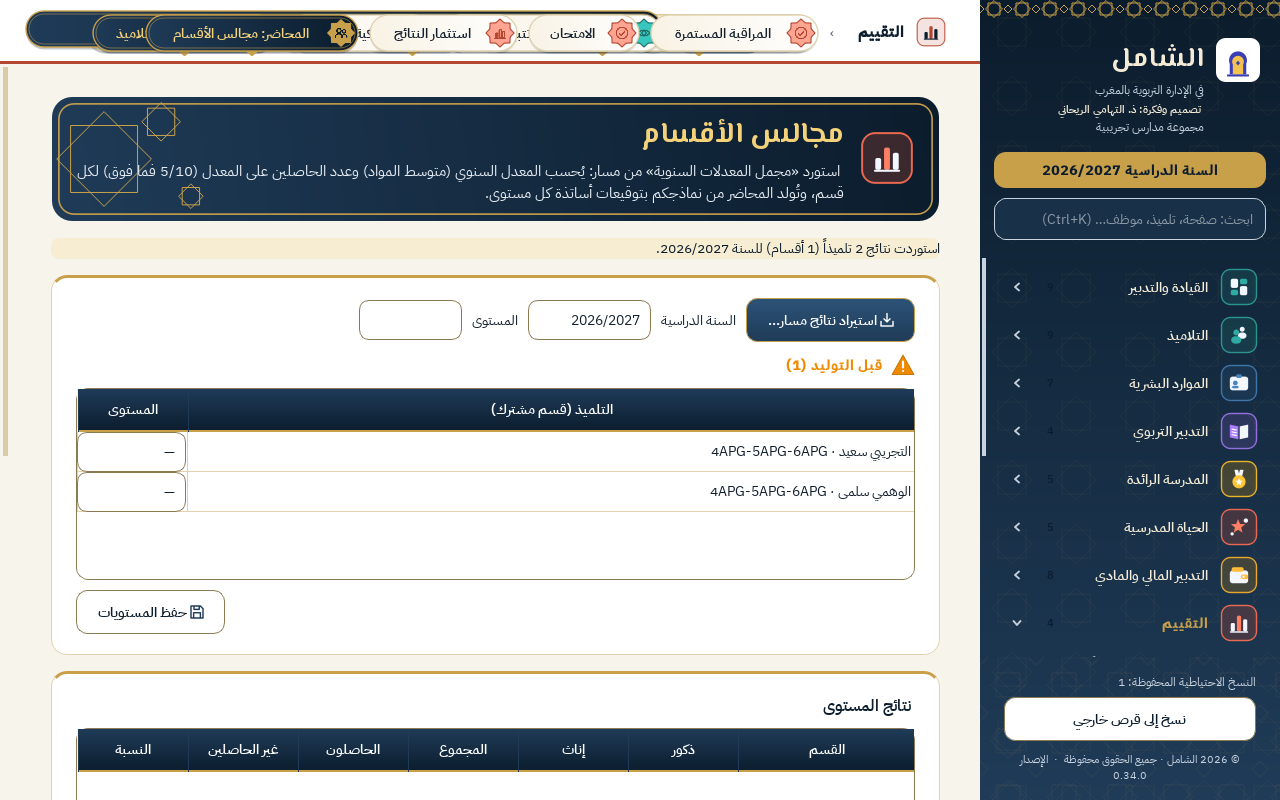 الشامل
في الإدارة التربوية بالمغرب
تصميم وفكرة: ذ. التهامي الريحاني
مجموعة مدارس تجريبية
السنة الدراسية 2026/2027
ابحث: صفحة، تلميذ، موظف... (Ctrl+K)
القيادة والتدبير
التلاميذ 9
الموارد البشرية 7
التدبير التربوي 4
المدرسة الرائدة 5
الحياة المدرسية 5
التدبير المالي والمادي 8
التقييم 4
النسخ الاحتياطية المحفوظة: 1
نسخ إلى قرص خارجي
© 2026 الشامل · جميع الحقوق محفوظة · الإصدار
0.34.0
التقييم ›
المراقبة المستمرة
الامتحان
استثمار النتائج
المحاضر: مجالس الأقسام
مجالس الأقسام
استورد «مجمل المعدلات السنوية» من مسار: يُحسب المعدل السنوي (متوسط المواد) وعدد الحاصلين على المعدل (5/10 فما فوق) لكل
قسم، وتُولد المحاضر من نماذجكم بتوقيعات أساتذة كل مستوى.
استوردت نتائج 2 تلميذاً (1 أقسام) للسنة 2026/2027.
استيراد نتائج مسار...
السنة الدراسية
2026/2027
المستوى
قبل التوليد (1)
التلميذ (قسم مشترك)
المستوى
التجريبي سعيد · 4APG-5APG-6APG
—
الوهمي سلمى · 4APG-5APG-6APG
—
حفظ المستويات
نتائج المستوى
القسم
ذكور
إناث
المجموع
الحاصلون
غير الحاصلين
النسبة